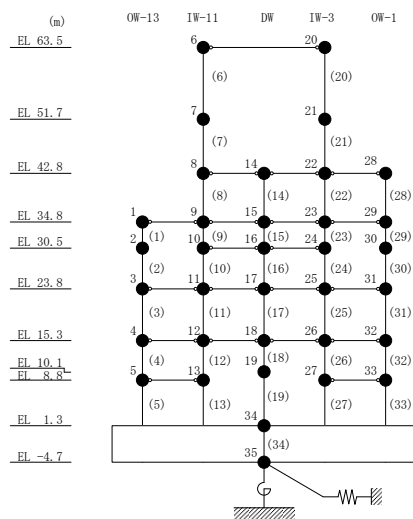 (m) OW-13 IW-11 DW IW-3 OW-1
EL 63.5 6 20
(6) (20)
EL 51.7 7 21
(7) (21)
EL 42.8 8 14 22 28
(8) (14) (22) (28)
EL 34.8 1 9 15 23 29
(1) (9) (15) (23) (29)
EL 30.5 2 10 16 24 30
(2) (10) (16) (24) (30)
EL 23.8 3 11 17 25 31
(3) (11) (17) (25) (31)
EL 15.3 4 12 18 26 32
(4) (12) (18) (26) (32)
EL 10.1 19
EL 8.8 5 13 27 33
(5) (13) (19) (27) (33)
EL 1.3 34
(34)
EL -4.7 35